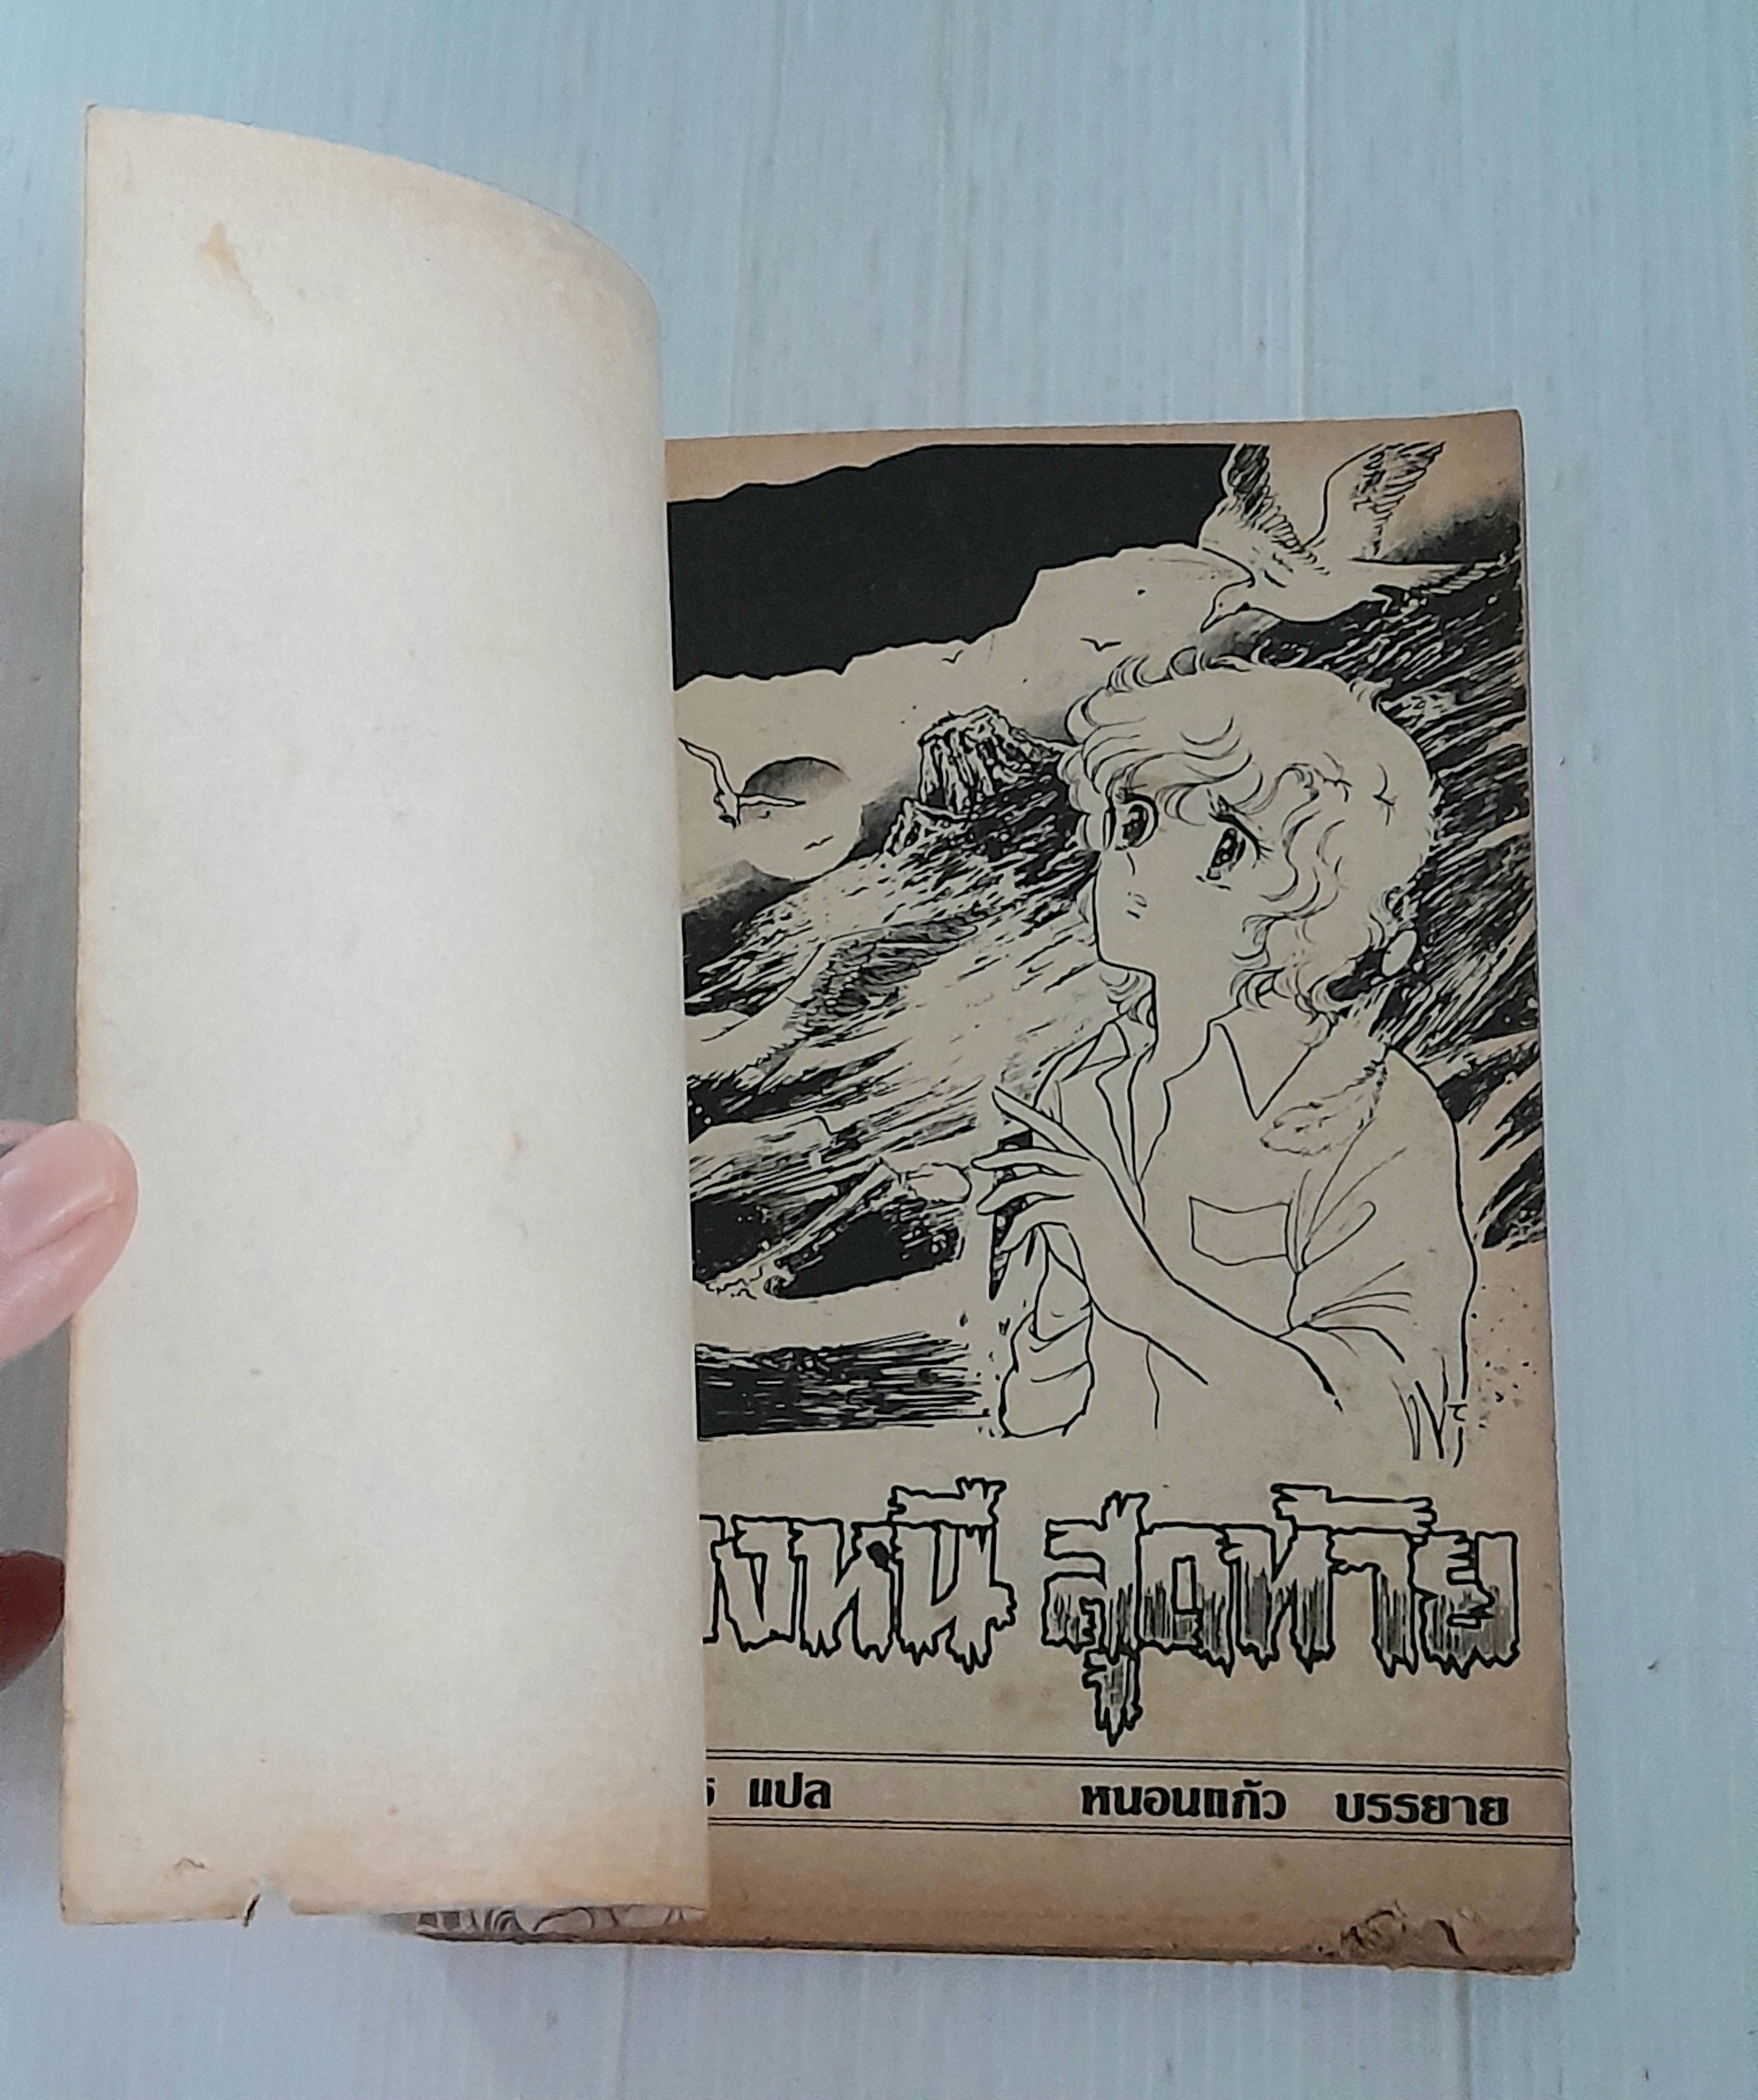 งหนี สุดท้าย
ร แปล หนอนแก้ว บรรยาย